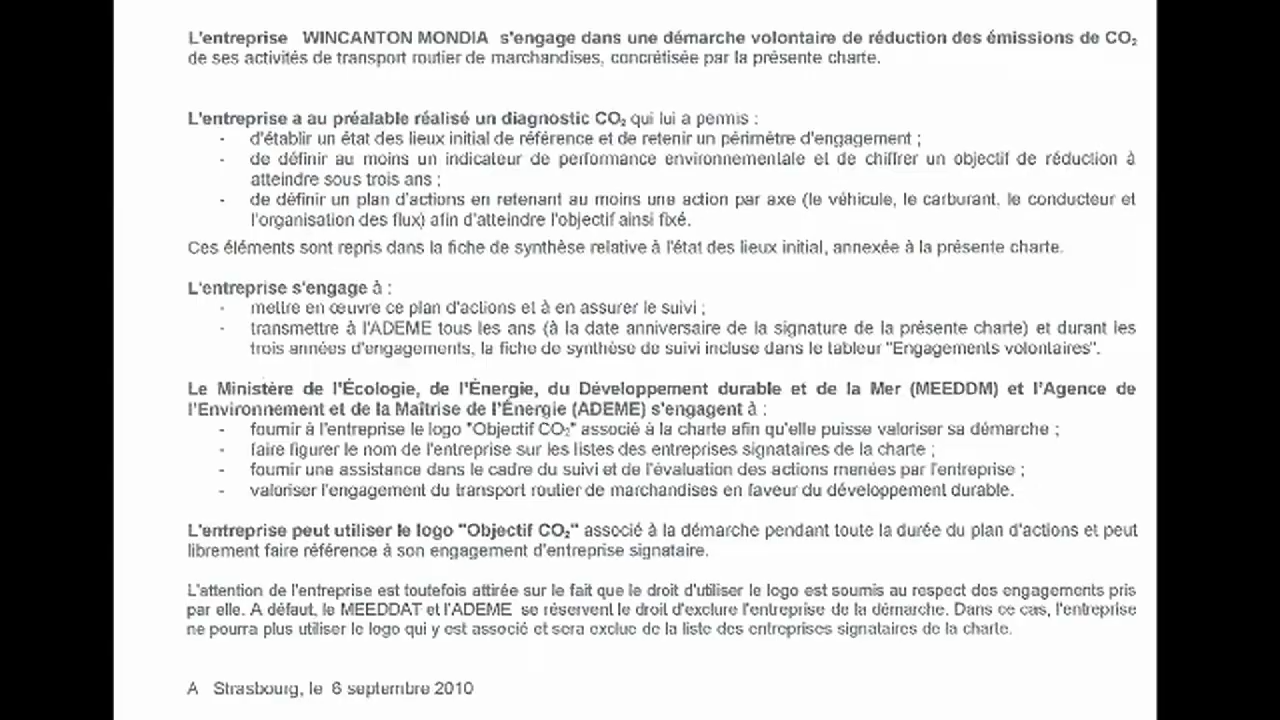 L'entreprise WINCANTON MONDIA s'engage dans une démarche volontaire de réduction des émissions de CO₂
de ses activités de transport routier de marchandises, concrétisée par la présente charte.
L'entreprise a au préalable réalisé un diagnostic CO₂ qui lui a permis :
- d'établir un état des lieux initial de référence et de retenir un périmètre d'engagement ;
- de définir au moins un indicateur de performance environnementale et de chiffrer un objectif de réduction à
atteindre sous trois ans ;
- de définir un plan d'actions en retenant au moins une action par axe (le véhicule, le carburant, le conducteur et
l'organisation des flux) afin d'atteindre l'objectif ainsi fixé.
Ces éléments sont repris dans la fiche de synthèse relative à l'état des lieux initial, annexée à la présente charte.
L'entreprise s'engage à :
- mettre en œuvre ce plan d'actions et à en assurer le suivi ;
- transmettre à l'ADEME tous les ans (à la date anniversaire de la signature de la présente charte) et durant les
trois années d'engagements, la fiche de synthèse de suivi incluse dans le tableur "Engagements volontaires".
Le Ministère de l'Écologie, de l'Énergie, du Développement durable et de la Mer (MEEDDM) et l'Agence de
l'Environnement et de la Maîtrise de l'Énergie (ADEME) s'engagent à :
- fournir à l'entreprise le logo "Objectif CO₂" associé à la charte afin qu'elle puisse valoriser sa démarche ;
- faire figurer le nom de l'entreprise sur les listes des entreprises signataires de la charte ;
- fournir une assistance dans le cadre du suivi et de l'évaluation des actions menées par l'entreprise ;
- valoriser l'engagement du transport routier de marchandises en faveur du développement durable.
L'entreprise peut utiliser le logo "Objectif CO₂" associé à la démarche pendant toute la durée du plan d'actions et peut
librement faire référence à son engagement d'entreprise signataire.
L'attention de l'entreprise est toutefois attirée sur le fait que le droit d'utiliser le logo est soumis au respect des engagements pris
par elle. A défaut, le MEEDDAT et l'ADEME se réservent le droit d'exclure l'entreprise de la démarche. Dans ce cas, l'entreprise
ne pourra plus utiliser le logo qui y est associé et sera exclue de la liste des entreprises signataires de la charte.
A Strasbourg, le 6 septembre 2010